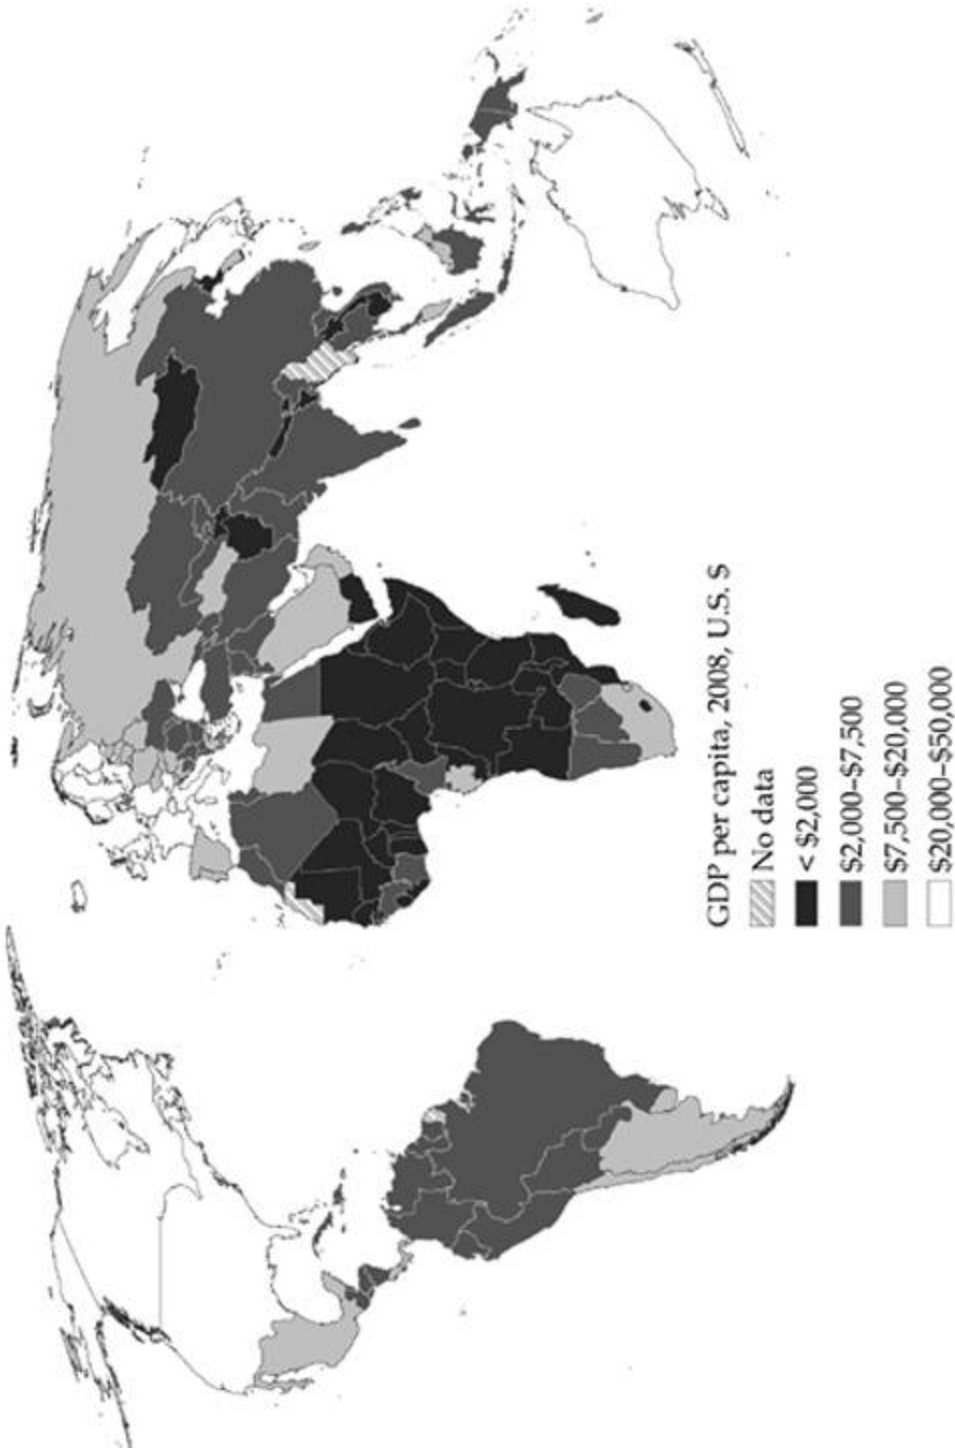 GDP per capita, 2008, U.S. $
No data
< $2,000
$2,000–$7,500
$7,500–$20,000
$20,000–$50,000